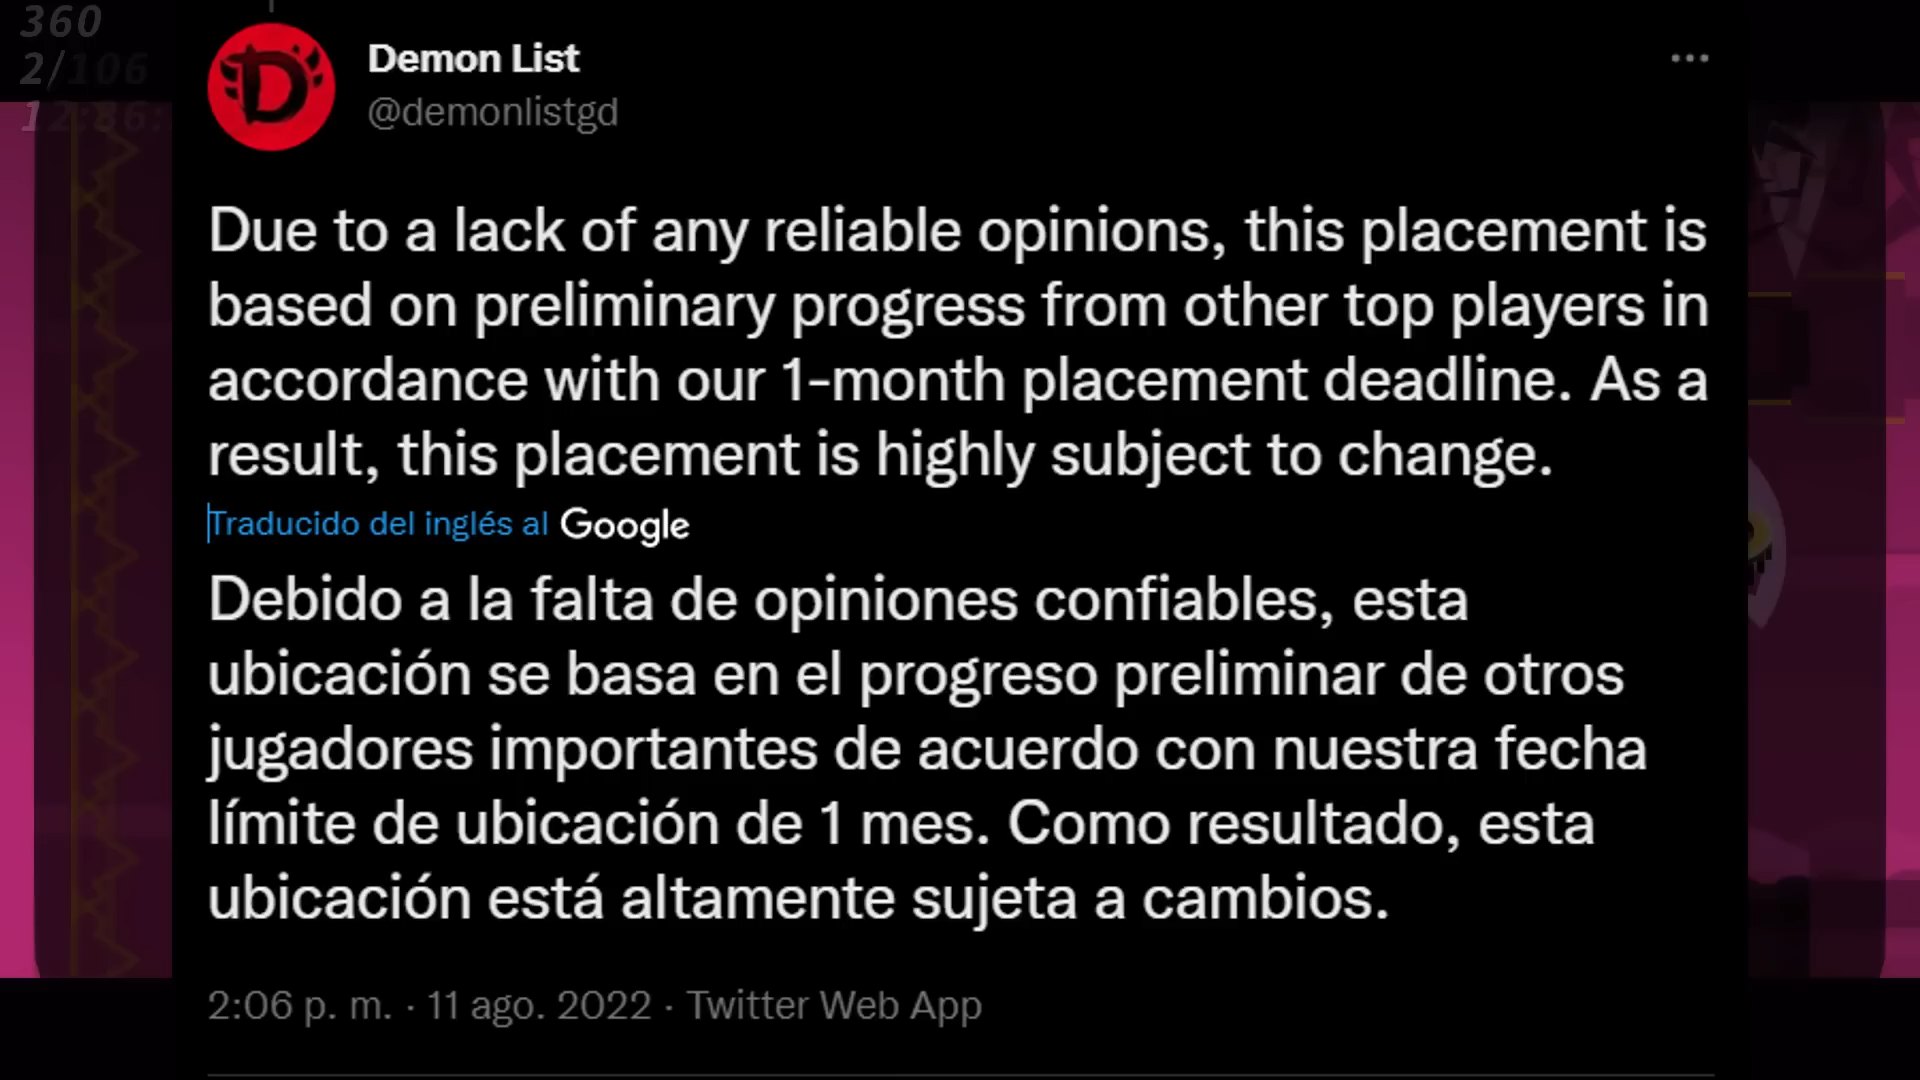 360
2/106
Demon List
@demonlistgd
Due to a lack of any reliable opinions, this placement is
based on preliminary progress from other top players in
accordance with our 1-month placement deadline. As a
result, this placement is highly subject to change.
Traducido del inglés al Google
Debido a la falta de opiniones confiables, esta
ubicación se basa en el progreso preliminar de otros
jugadores importantes de acuerdo con nuestra fecha
límite de ubicación de 1 mes. Como resultado, esta
ubicación está altamente sujeta a cambios.
2:06 p. m. · 11 ago. 2022 · Twitter Web App